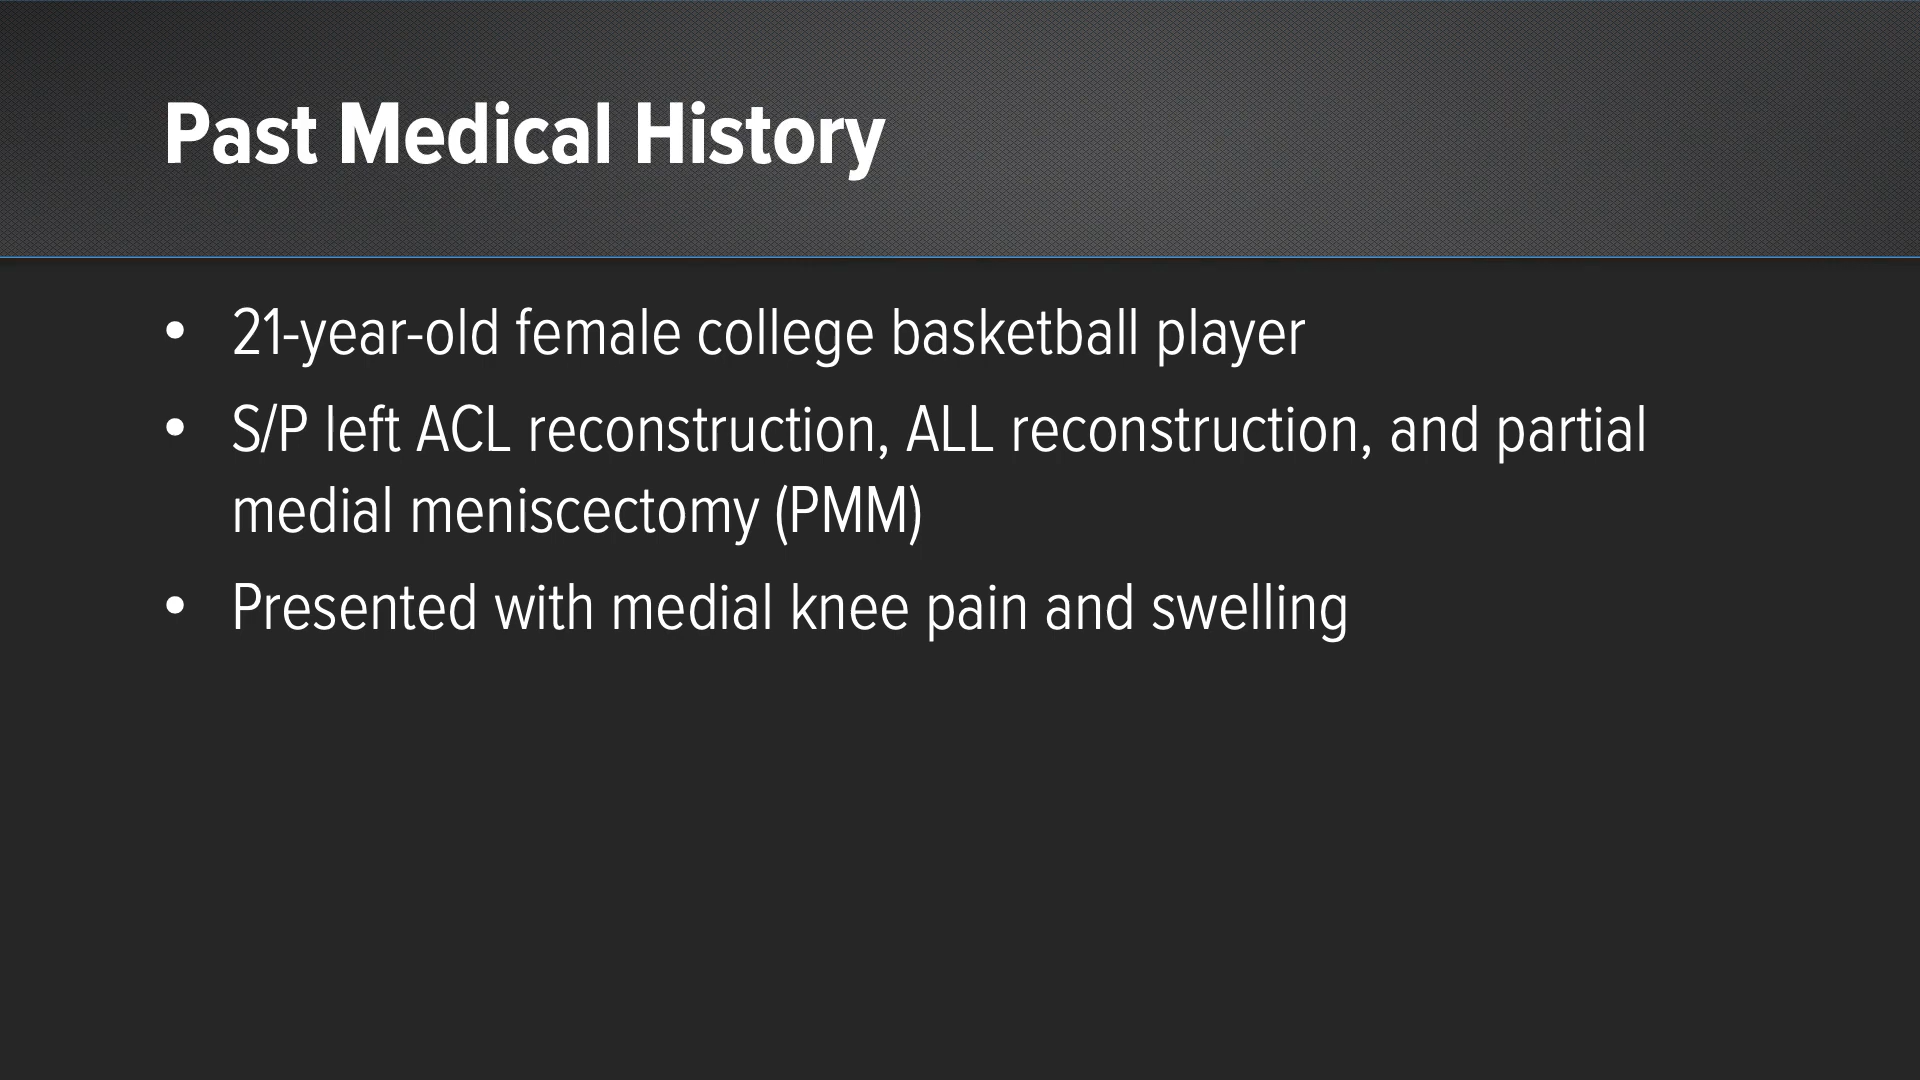 Past Medical History
• 21-year-old female college basketball player
• S/P left ACL reconstruction, ALL reconstruction, and partial
medial meniscectomy (PMM)
• Presented with medial knee pain and swelling